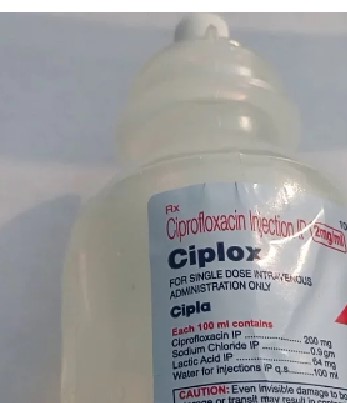 Rx
Ciprofloxacin Injection IP 2mg/ml
Ciplox
FOR SINGLE DOSE INTRAVENOUS
ADMINISTRATION ONLY
Cipla
Each 100 ml contains
Ciprofloxacin IP ............... 200 mg
Sodium Chloride IP ............... 0.9 gm
Lactic Acid IP ............... 64 mg
Water for injections IP q.s. ......... 100 ml
CAUTION: Even invisible damage to
or transit may result in